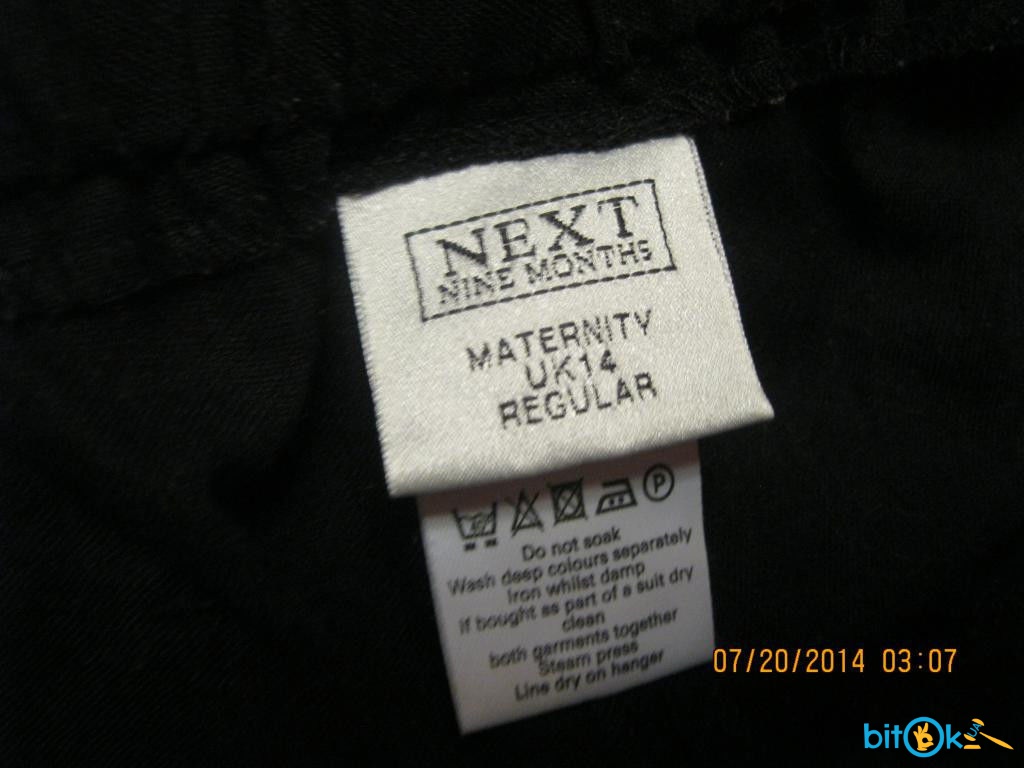 NEXT
NINE MONTHS
MATERNITY
UK14
REGULAR
P
Do not soak
Wash deep colours separately
Iron whilst damp
If bought as part of a suit dry
clean
both garments together
Steam press
Line dry on hanger
07/20/2014 03:07
bitOk UA